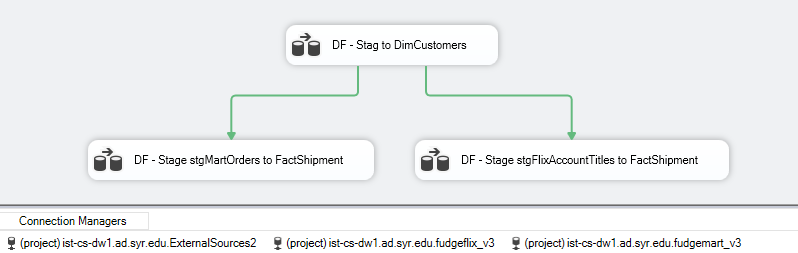 DF - Stag to DimCustomers
DF - Stage stgMartOrders to FactShipment
DF - Stage stgFlixAccountTitles to FactShipment
Connection Managers
(project) ist-cs-dw1.ad.syr.edu.ExternalSources2
(project) ist-cs-dw1.ad.syr.edu.fudgeflix_v3
(project) ist-cs-dw1.ad.syr.edu.fudgemart_v3